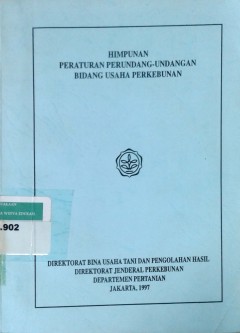 HIMPUNAN
PERATURAN PERUNDANG-UNDANGAN
BIDANG USAHA PERKEBUNAN
.902
DIREKTORAT BINA USAHA TANI DAN PENGOLAHAN HASIL
DIREKTORAT JENDERAL PERKEBUNAN
DEPARTEMEN PERTANIAN
JAKARTA, 1997